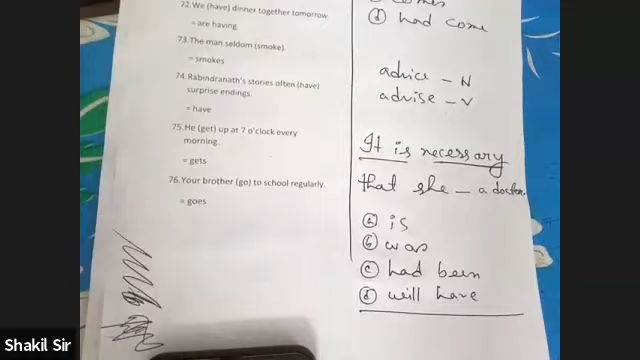 72. We (have) dinner together tomorrow
= are having
73. The man seldom (smoke).
= smokes
74. Rabindranath's stories often (have)
surprise endings.
= have
75. He (get) up at 7 o'clock every
morning.
= gets
76. Your brother (go) to school regularly.
= goes
comes
(d) had come
advice – N
advise – V
It is necessary
that she _ a doctor.
(a) is
(b) was
(c) had been
(d) will have
Shakil Sir